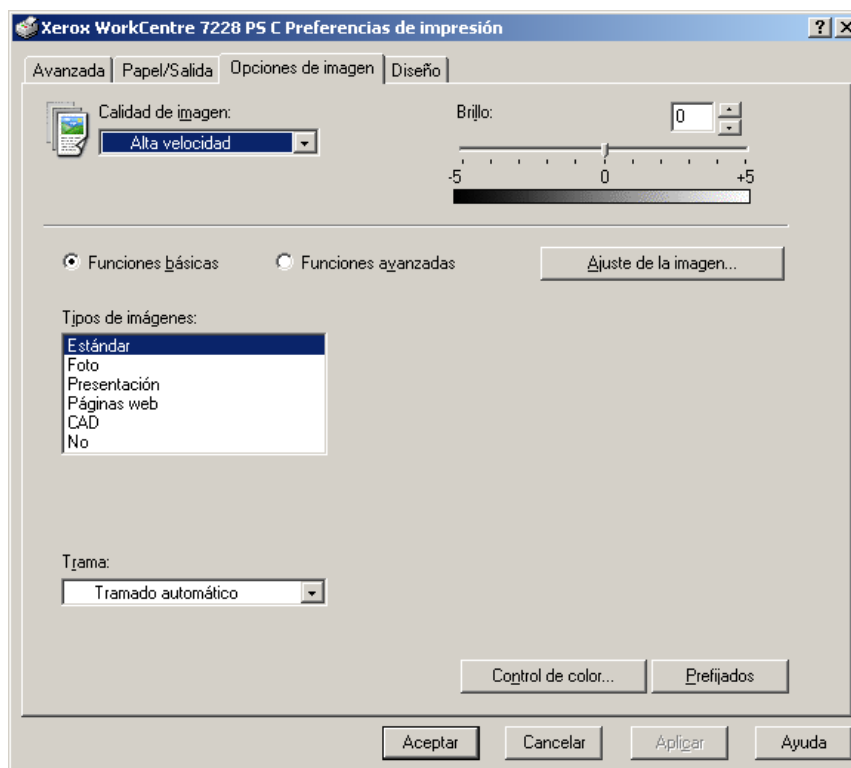 Xerox WorkCentre 7228 PS C Preferencias de impresión
? X
Avanzada Papel/Salida Opciones de imagen Diseño
Calidad de imagen:
Alta velocidad
Brillo:
0
-5 0 +5
Funciones básicas Funciones avanzadas Ajuste de la imagen...
Tipos de imágenes:
Estándar
Foto
Presentación
Páginas web
CAD
No
Trama:
Tramado automático
Control de color... Prefijados
Aceptar Cancelar Aplicar Ayuda